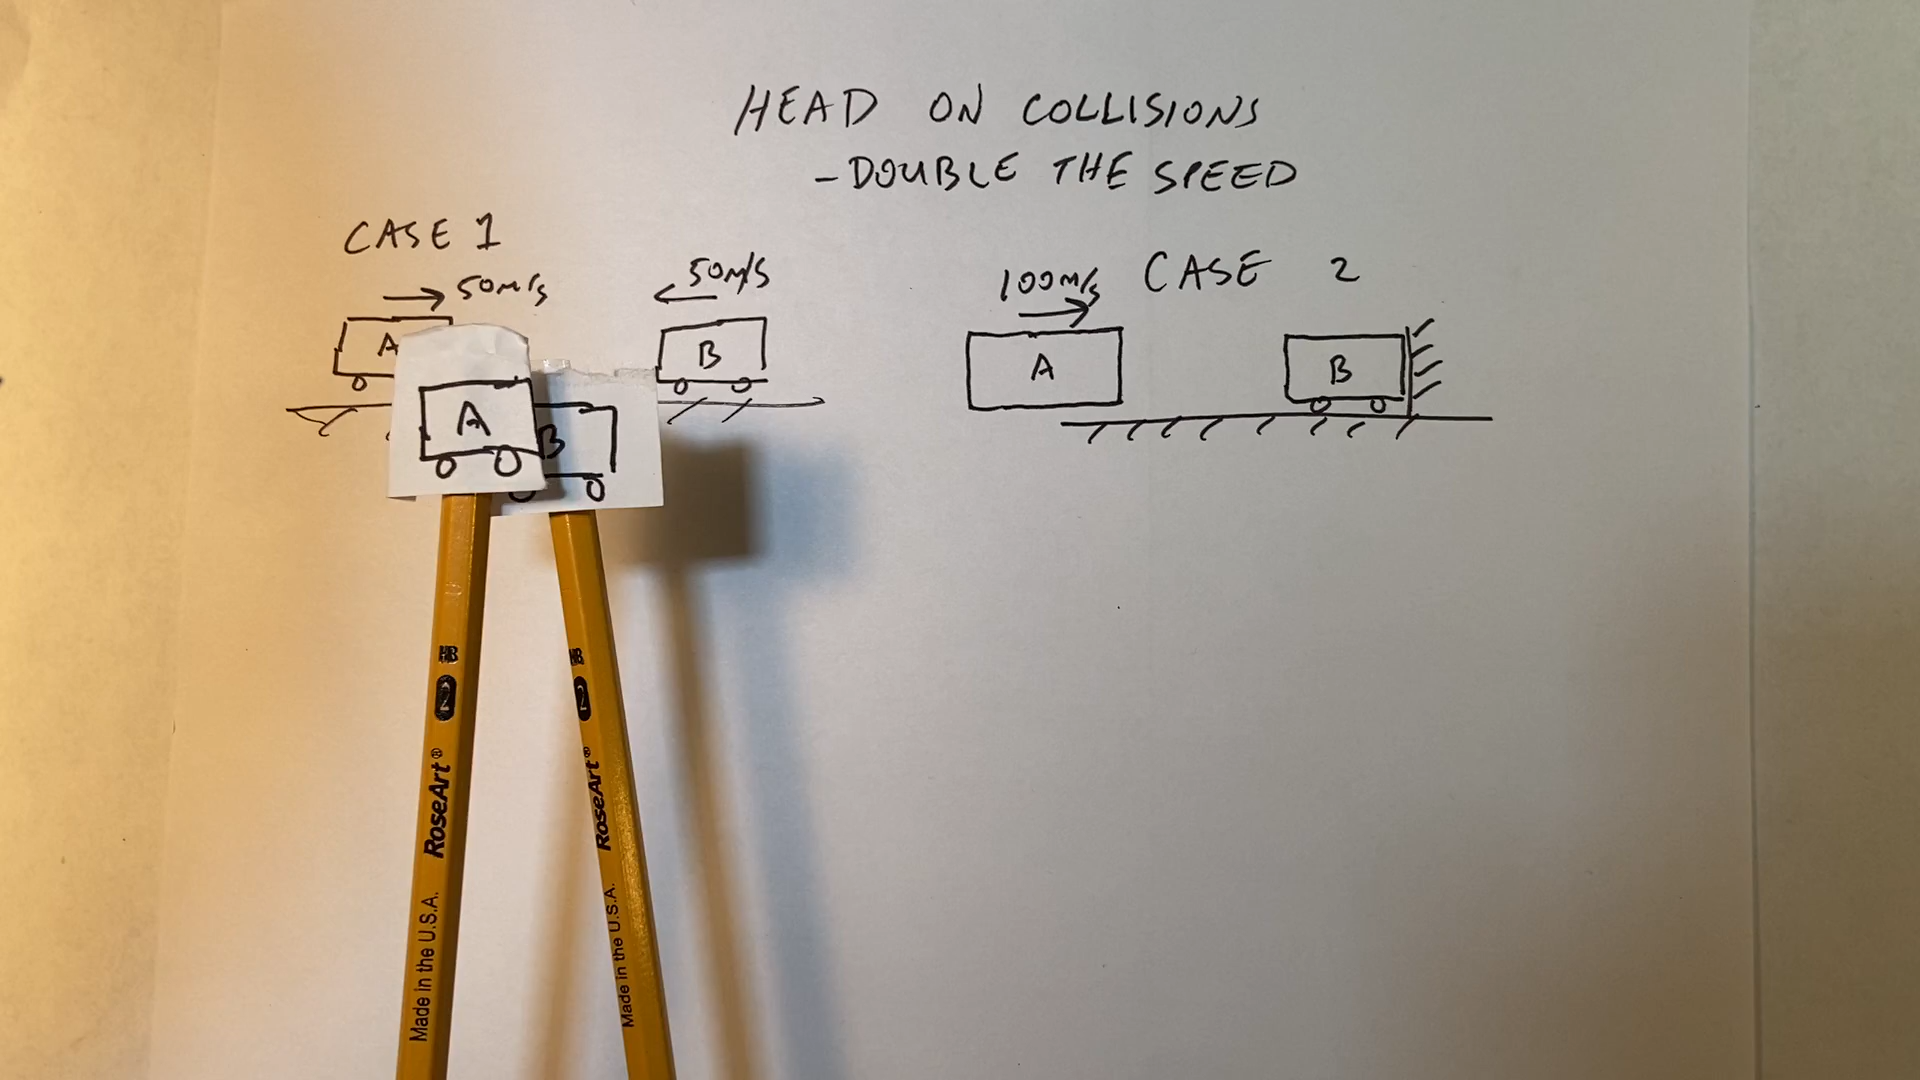 HEAD ON COLLISIONS
- DOUBLE THE SPEED
CASE 1
50M/S
50M/S
A
B
100M/S
CASE 2
A
B
A
B
HB
2
RoseArt®
Made in the U.S.A.
HB
2
RoseArt®
Made in the U.S.A.